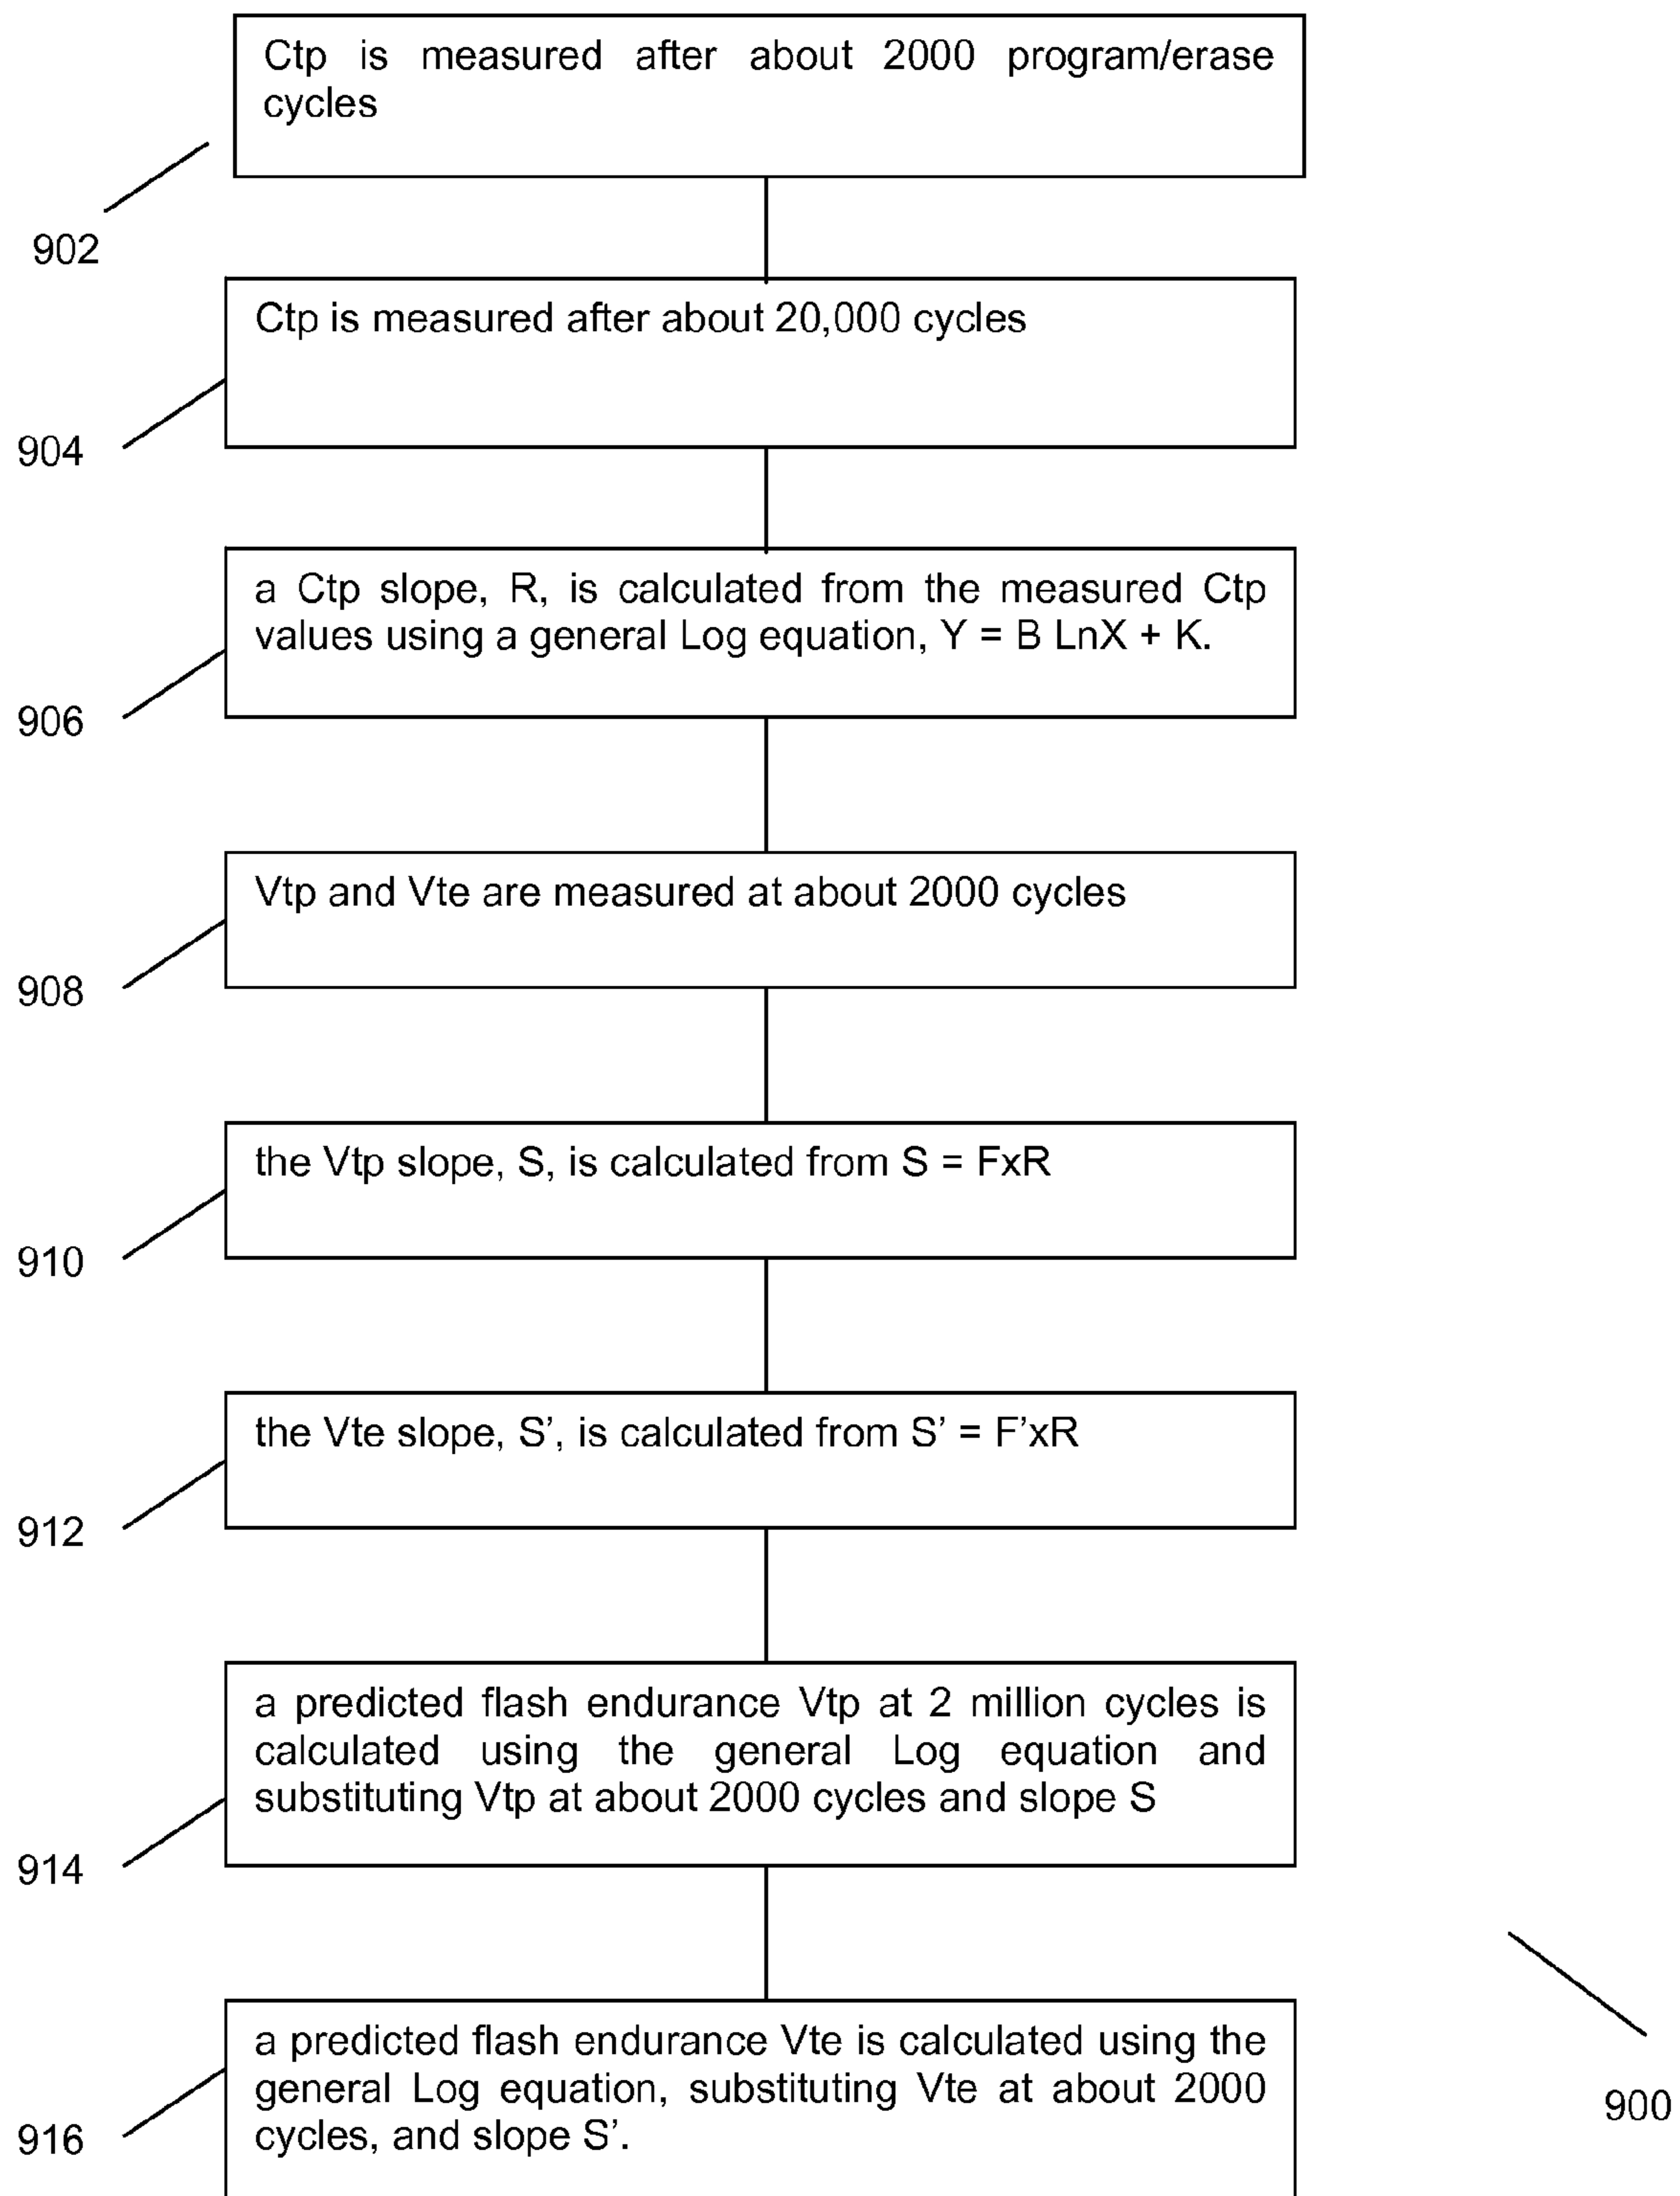 Ctp is measured after about 2000 program/erase
cycles
902
Ctp is measured after about 20,000 cycles
904
a Ctp slope, R, is calculated from the measured Ctp
values using a general Log equation, Y = B LnX + K.
906
Vtp and Vte are measured at about 2000 cycles
908
the Vtp slope, S, is calculated from S = FxR
910
the Vte slope, S’, is calculated from S’ = F’xR
912
a predicted flash endurance Vtp at 2 million cycles is
calculated using the general Log equation and
substituting Vtp at about 2000 cycles and slope S
914
a predicted flash endurance Vte is calculated using the
general Log equation, substituting Vte at about 2000
cycles, and slope S’.
916
900